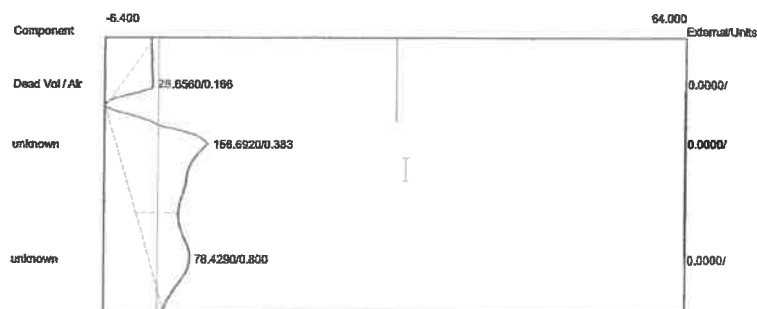 -6.400 64.000
Component External/Units
Dead Vol / Air 28.6560/0.166 0.0000/
unknown 156.6920/0.383 0.0000/
unknown 78.4290/0.800 0.0000/